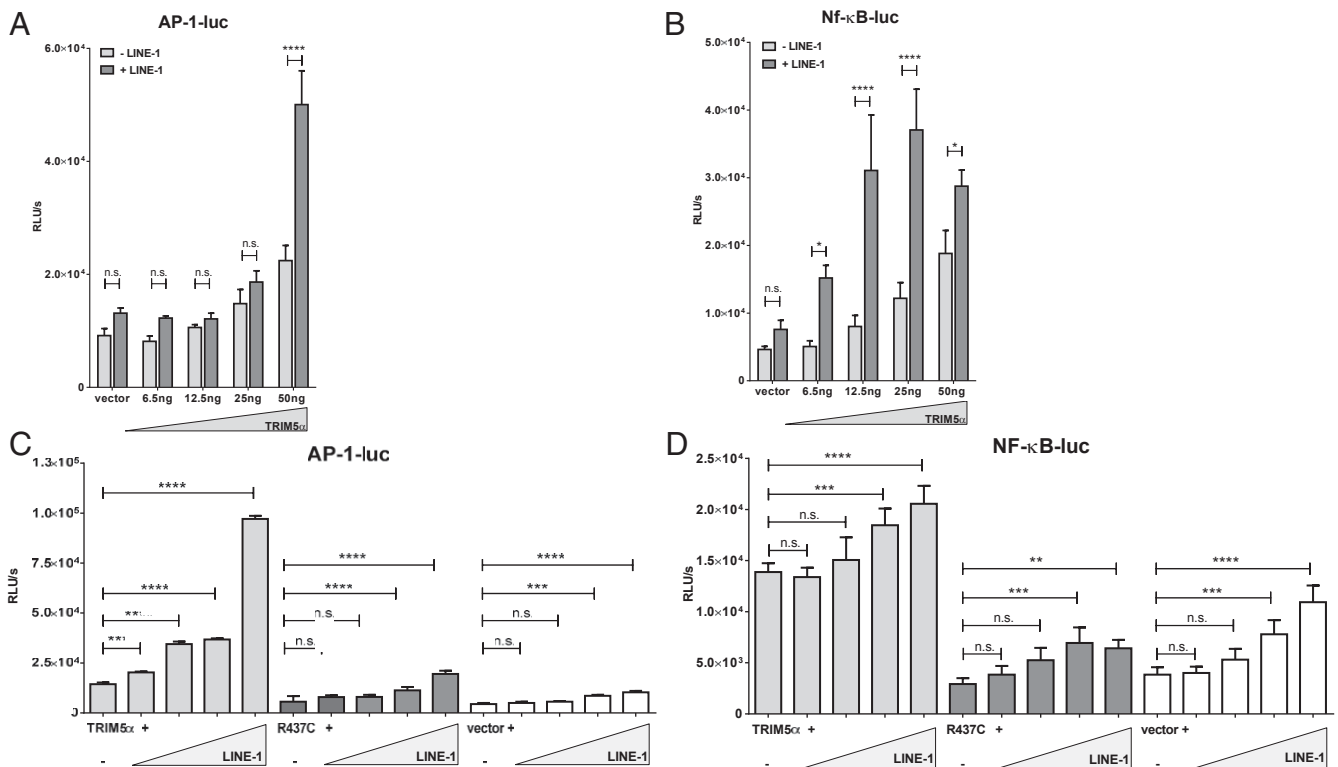 A
AP-1-luc
- LINE-1
+ LINE-1
RLU/s
6.0×10⁴
4.0×10⁴
2.0×10⁴
0
n.s.
n.s.
n.s.
n.s.
****
vector 6.5ng 12.5ng 25ng 50ng
TRIM5α
B
Nf-κB-luc
- LINE-1
+ LINE-1
RLU/s
5.0×10⁴
4.0×10⁴
3.0×10⁴
2.0×10⁴
1.0×10⁴
0
n.s.
*
****
****
*
vector 6.5ng 12.5ng 25ng 50ng
TRIM5α
C
AP-1-luc
RLU/s
1.3×10⁵
1.0×10⁵
7.5×10⁴
5.0×10⁴
2.5×10⁴
****
****
****
****
n.s.
n.s.
****
***
n.s.
n.s.
TRIM5α + R437C + vector +
- LINE-1 - LINE-1 - LINE-1
D
NF-κB-luc
RLU/s
2.5×10⁴
2.0×10⁴
1.5×10⁴
1.0×10⁴
5.0×10³
0
****
***
n.s.
n.s.
**
***
n.s.
n.s.
****
***
n.s.
n.s.
TRIM5α + R437C + vector +
- LINE-1 - LINE-1 - LINE-1